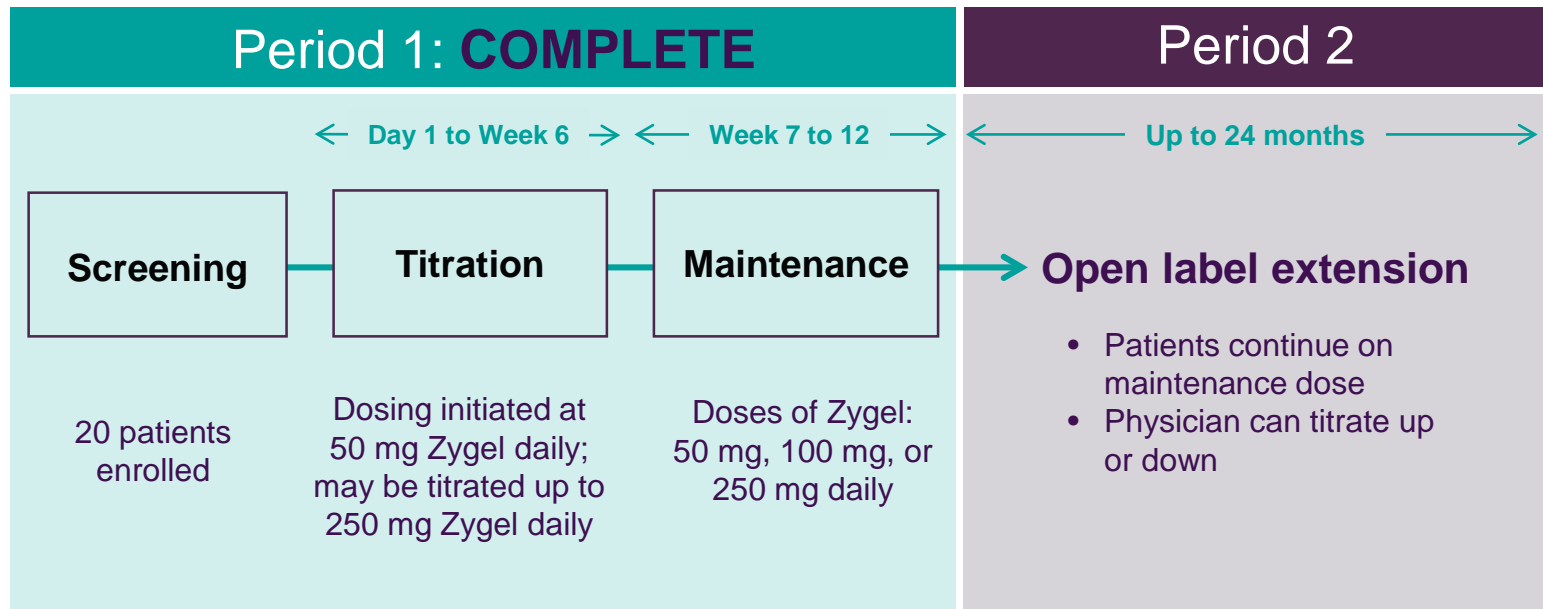 Period 1: COMPLETE
Period 2
Day 1 to Week 6
Week 7 to 12
Up to 24 months
Screening
Titration
Maintenance
Open label extension
20 patients
enrolled
Dosing initiated at
50 mg Zygel daily;
may be titrated up to
250 mg Zygel daily
Doses of Zygel:
50 mg, 100 mg, or
250 mg daily
• Patients continue on
maintenance dose
• Physician can titrate up
or down